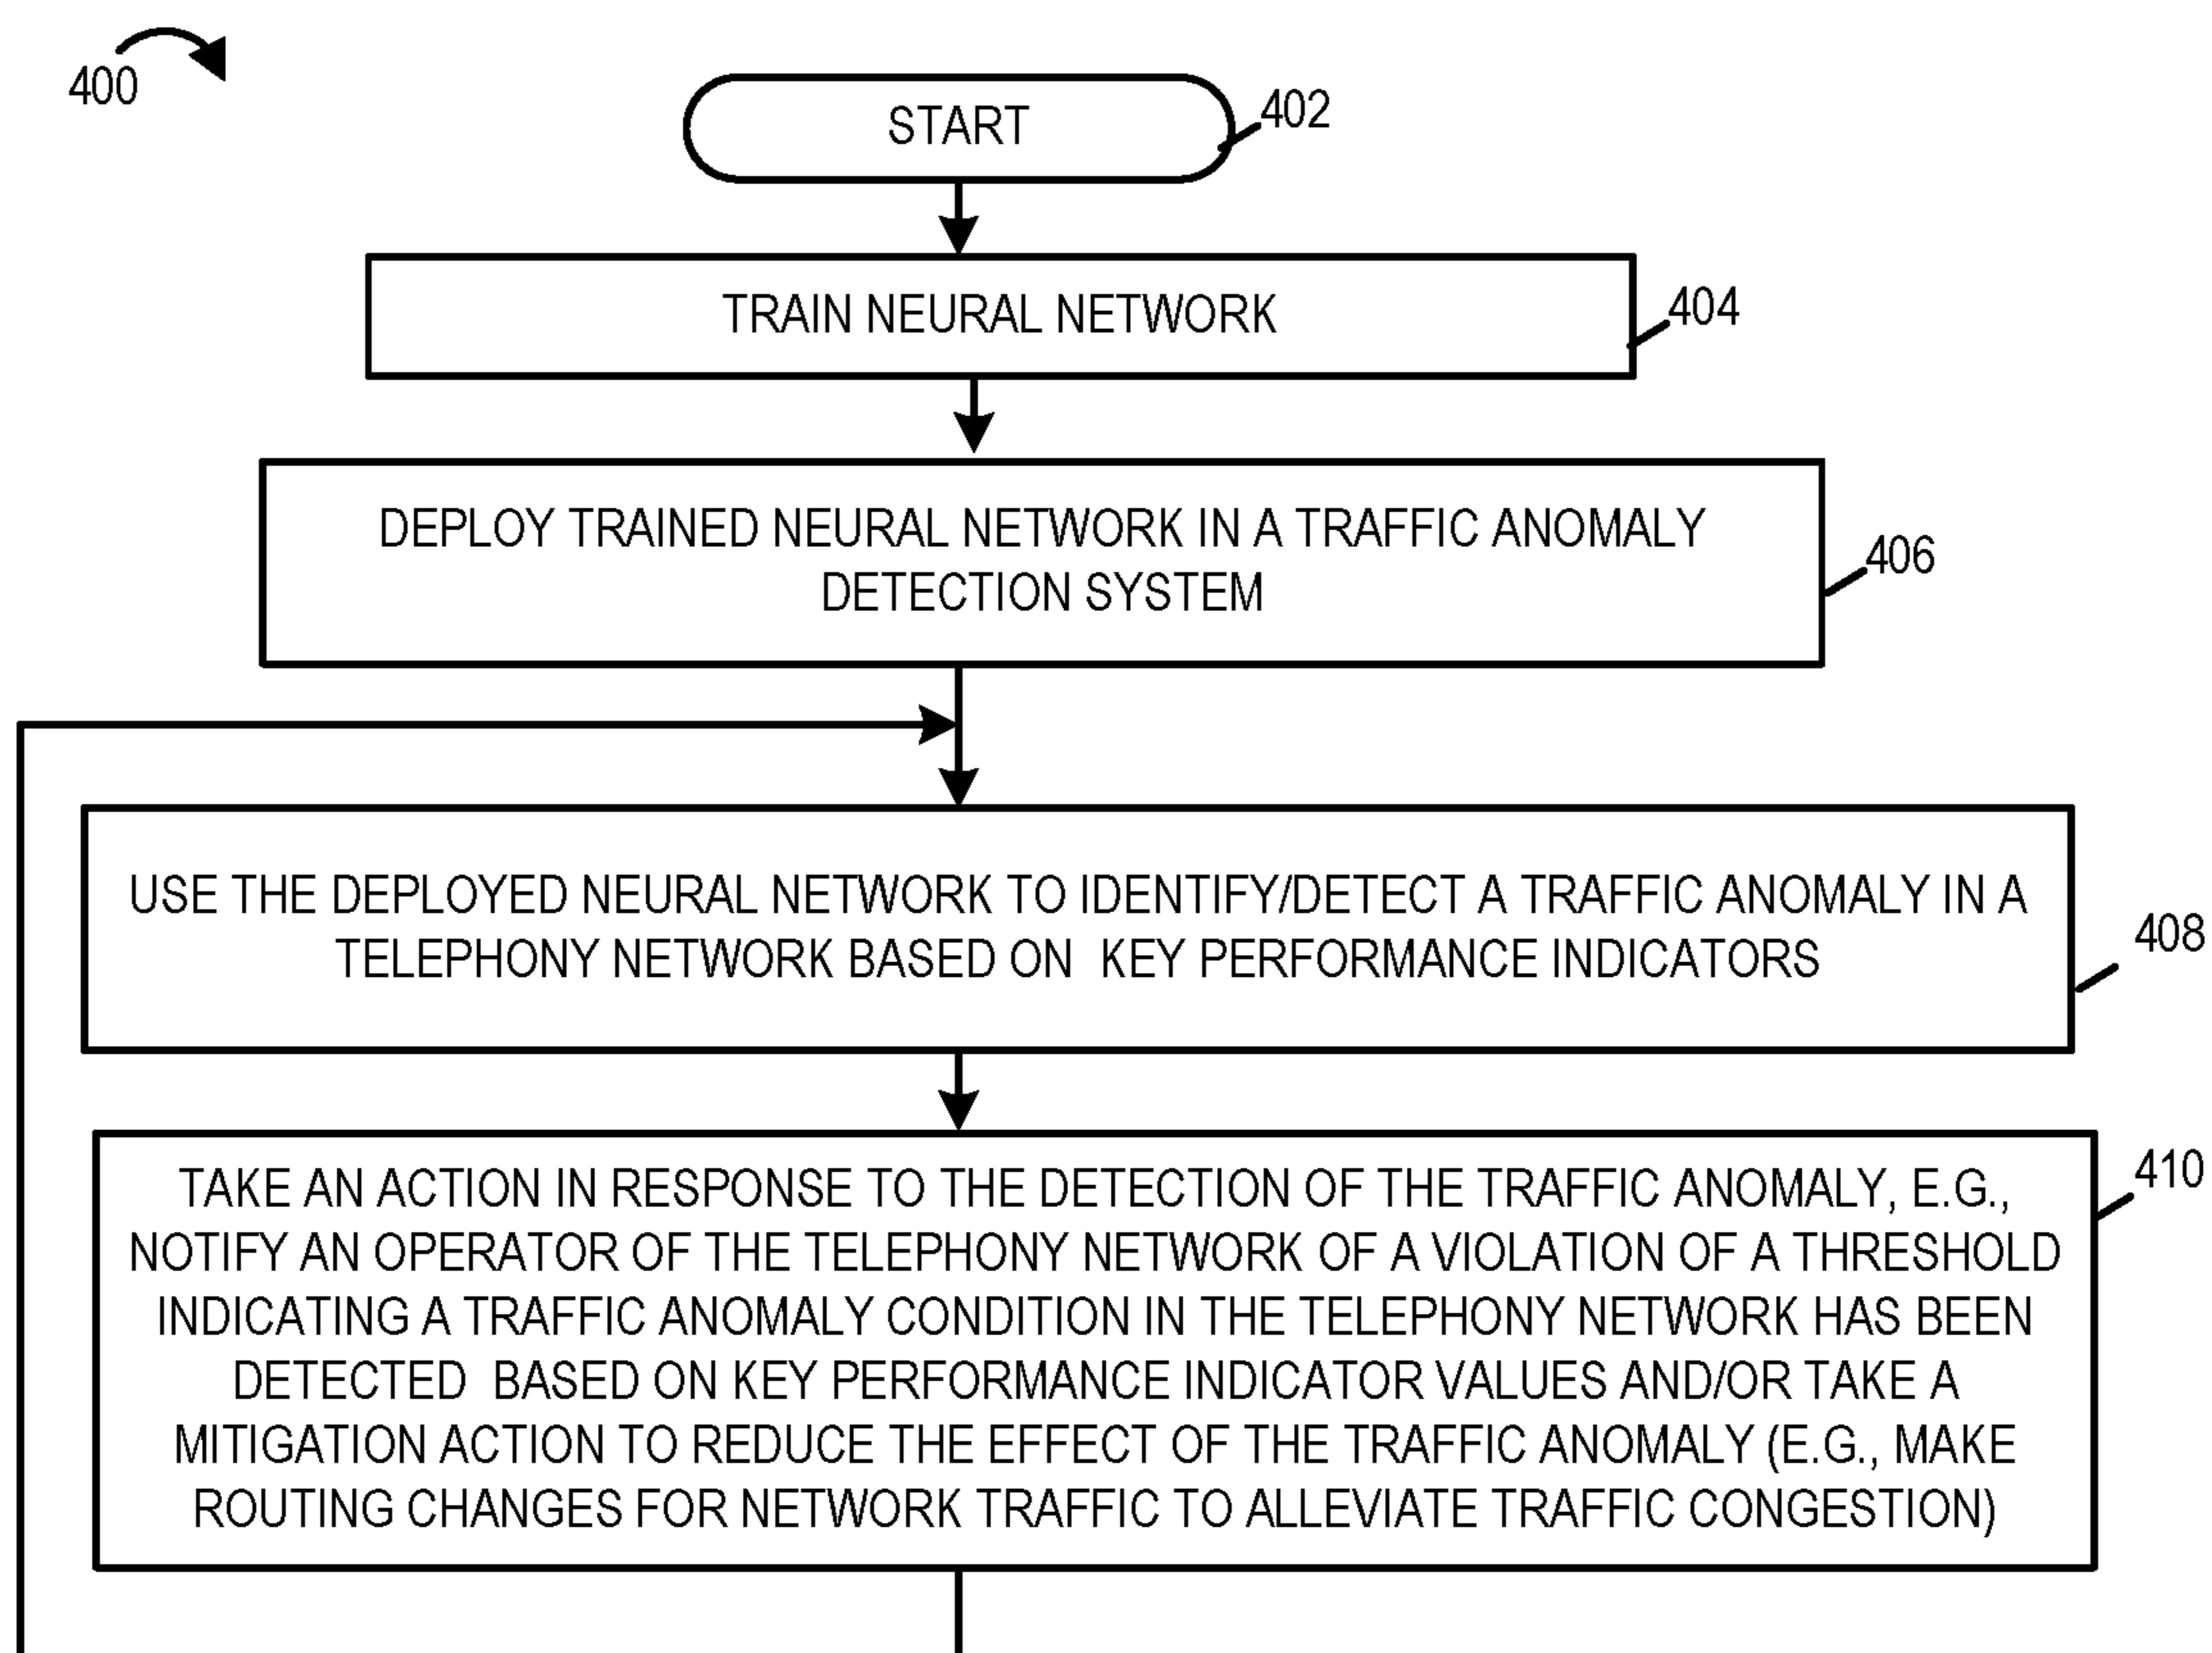 400
START
402
TRAIN NEURAL NETWORK
404
DEPLOY TRAINED NEURAL NETWORK IN A TRAFFIC ANOMALY
DETECTION SYSTEM
406
USE THE DEPLOYED NEURAL NETWORK TO IDENTIFY/DETECT A TRAFFIC ANOMALY IN A
TELEPHONY NETWORK BASED ON KEY PERFORMANCE INDICATORS
408
TAKE AN ACTION IN RESPONSE TO THE DETECTION OF THE TRAFFIC ANOMALY, E.G.,
NOTIFY AN OPERATOR OF THE TELEPHONY NETWORK OF A VIOLATION OF A THRESHOLD
INDICATING A TRAFFIC ANOMALY CONDITION IN THE TELEPHONY NETWORK HAS BEEN
DETECTED BASED ON KEY PERFORMANCE INDICATOR VALUES AND/OR TAKE A
MITIGATION ACTION TO REDUCE THE EFFECT OF THE TRAFFIC ANOMALY (E.G., MAKE
ROUTING CHANGES FOR NETWORK TRAFFIC TO ALLEVIATE TRAFFIC CONGESTION)
410